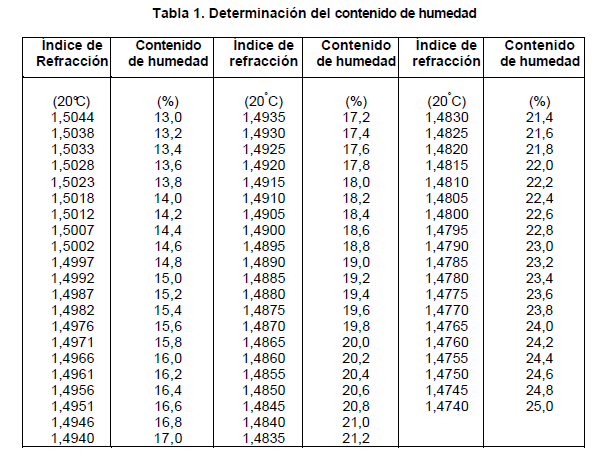 Tabla 1. Determinación del contenido de humedad
Índice de Contenido Índice de Contenido Índice de Contenido
Refracción de humedad refracción de humedad refracción de humedad
(20°C) (%) (20°C) (%) (20°C) (%)
1,5044 13,0 1,4935 17,2 1,4830 21,4
1,5038 13,2 1,4930 17,4 1,4825 21,6
1,5033 13,4 1,4925 17,6 1,4820 21,8
1,5028 13,6 1,4920 17,8 1,4815 22,0
1,5023 13,8 1,4915 18,0 1,4810 22,2
1,5018 14,0 1,4910 18,2 1,4805 22,4
1,5012 14,2 1,4905 18,4 1,4800 22,6
1,5007 14,4 1,4900 18,6 1,4795 22,8
1,5002 14,6 1,4895 18,8 1,4790 23,0
1,4997 14,8 1,4890 19,0 1,4785 23,2
1,4992 15,0 1,4885 19,2 1,4780 23,4
1,4987 15,2 1,4880 19,4 1,4775 23,6
1,4982 15,4 1,4875 19,6 1,4770 23,8
1,4976 15,6 1,4870 19,8 1,4765 24,0
1,4971 15,8 1,4865 20,0 1,4760 24,2
1,4966 16,0 1,4860 20,2 1,4755 24,4
1,4961 16,2 1,4855 20,4 1,4750 24,6
1,4956 16,4 1,4850 20,6 1,4745 24,8
1,4951 16,6 1,4845 20,8 1,4740 25,0
1,4946 16,8 1,4840 21,0
1,4940 17,0 1,4835 21,2